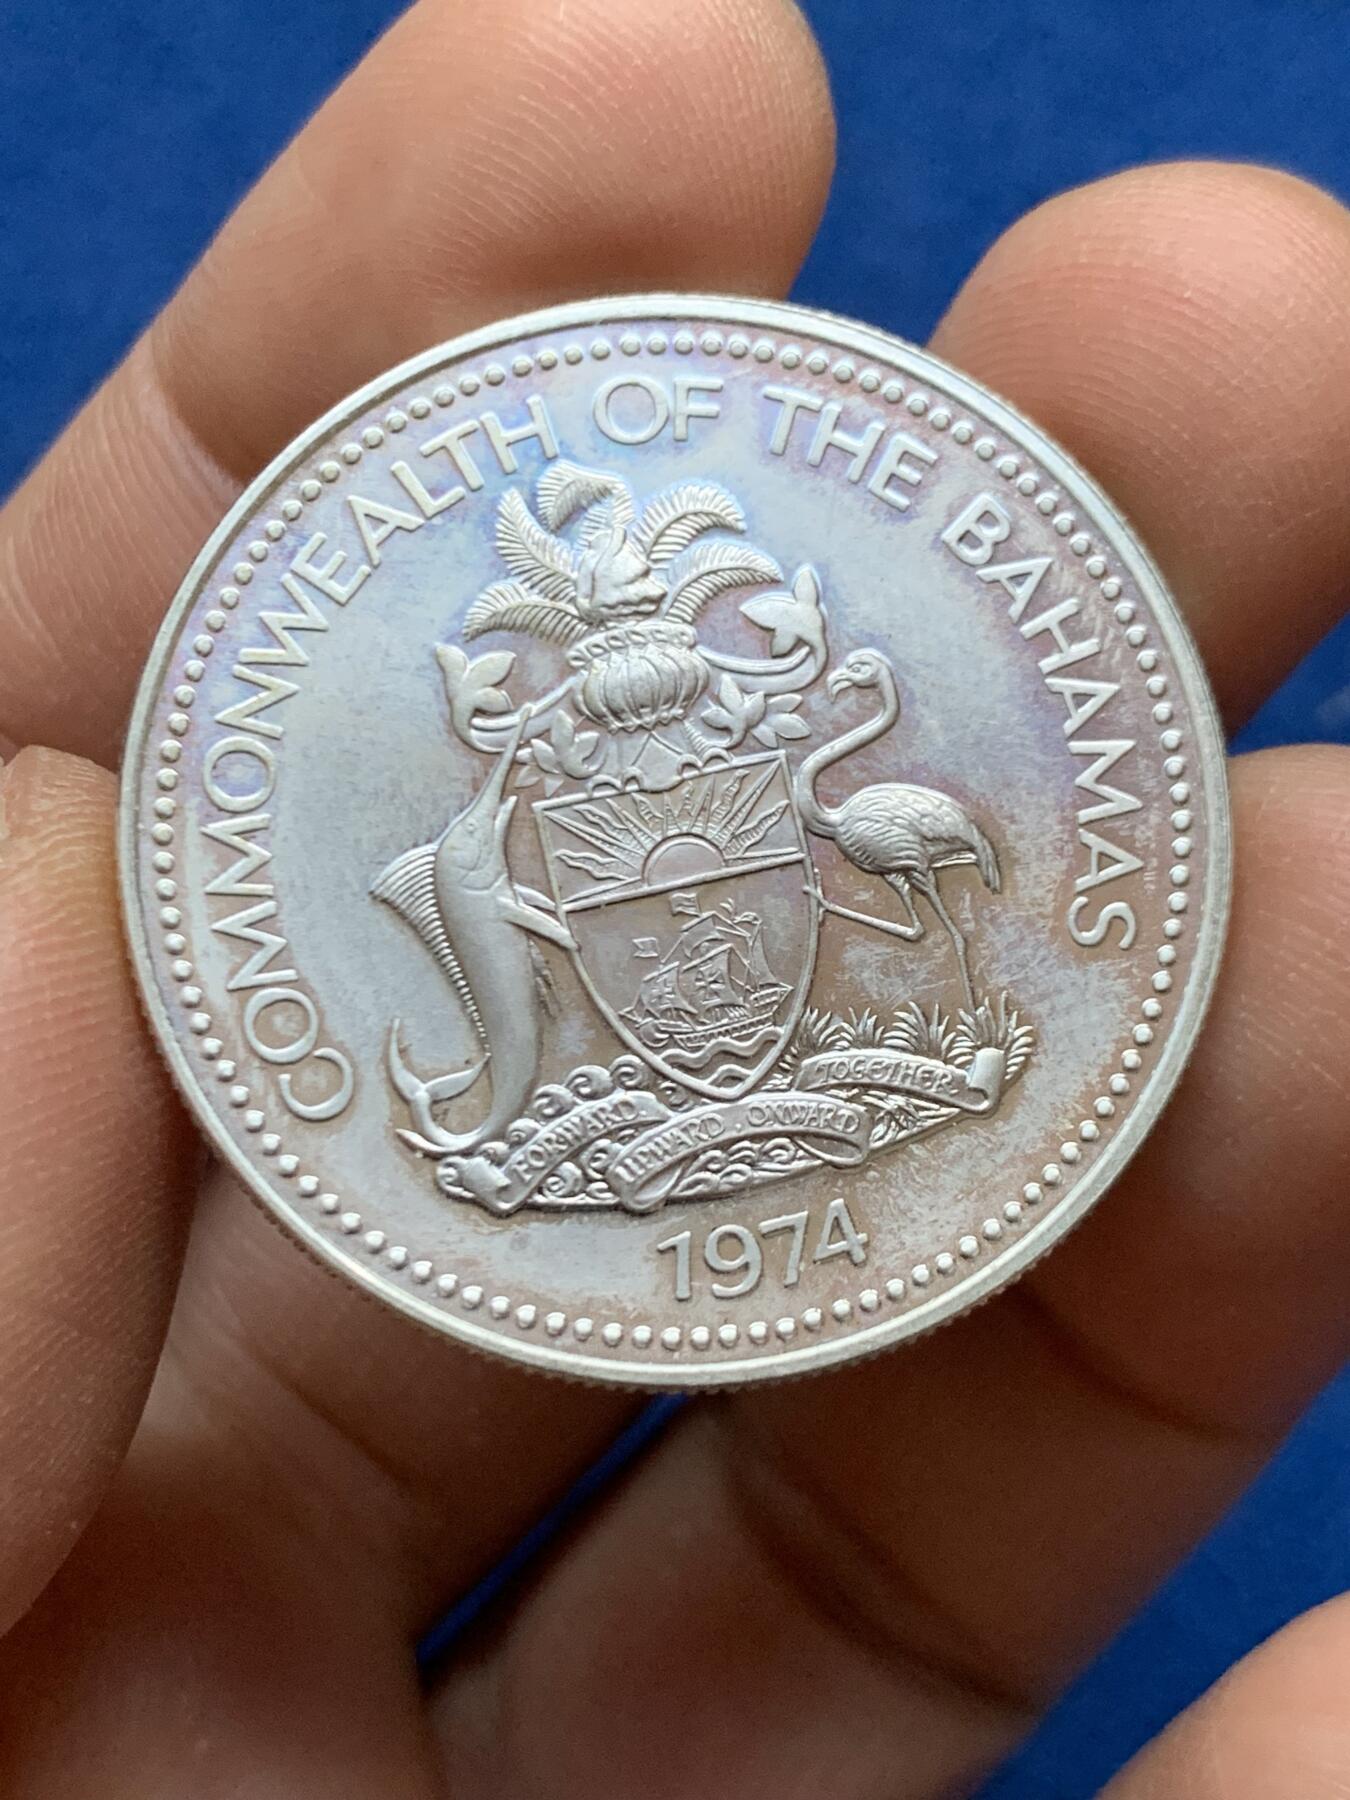 COMMONWEALTH OF THE BAHAMAS
FORWARD. UPWARD. ONWARD TOGETHER
1974